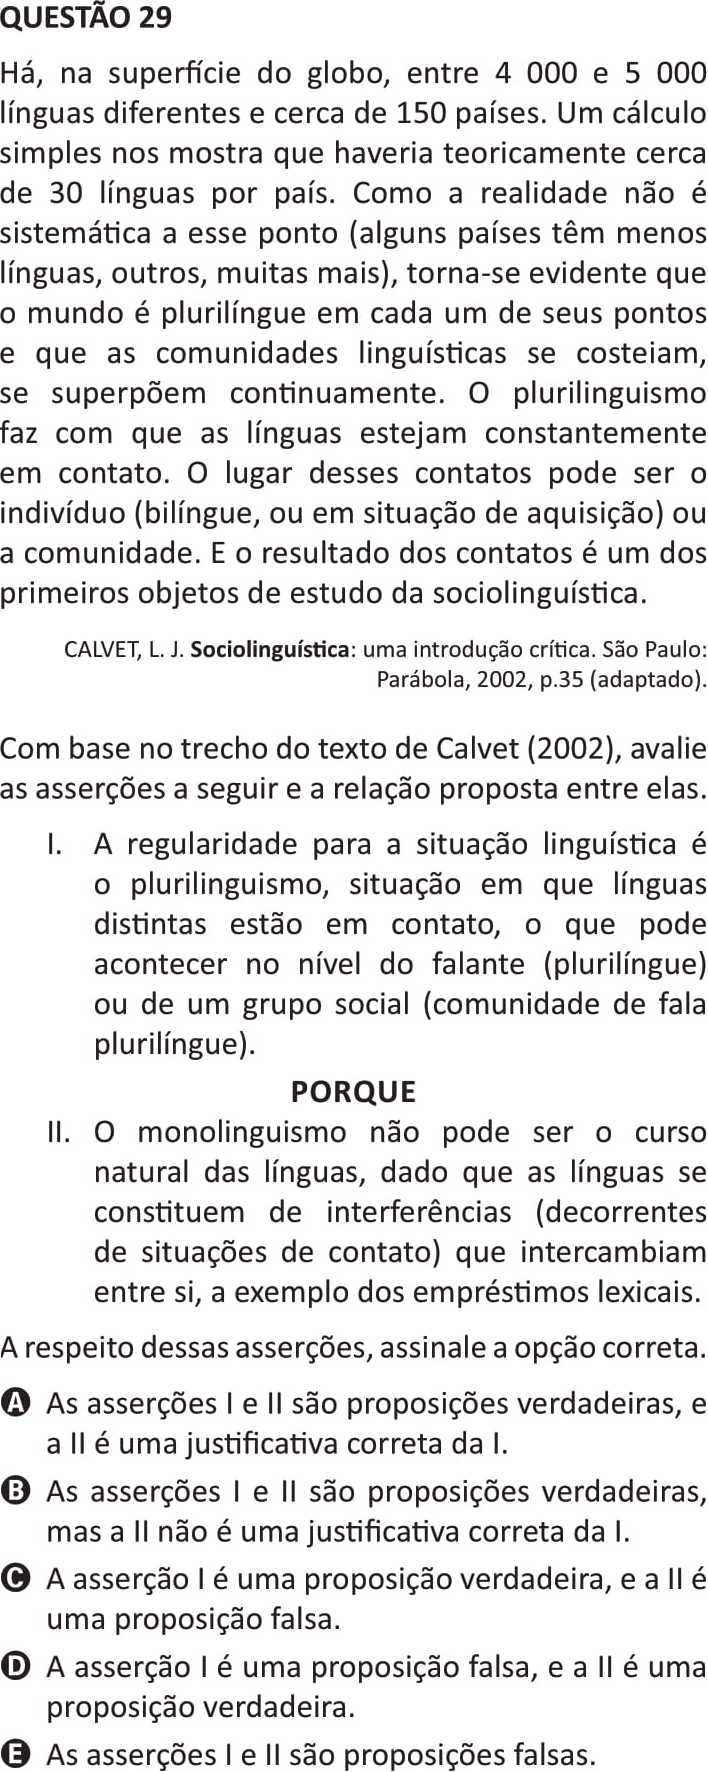 QUESTÃO 29
Há, na superfície do globo, entre 4 000 e 5 000
línguas diferentes e cerca de 150 países. Um cálculo
simples nos mostra que haveria teoricamente cerca
de 30 línguas por país. Como a realidade não é
sistemática a esse ponto (alguns países têm menos
línguas, outros, muitas mais), torna-se evidente que
o mundo é plurilíngue em cada um de seus pontos
e que as comunidades linguísticas se costeiam,
se superpõem continuamente. O plurilinguismo
faz com que as línguas estejam constantemente
em contato. O lugar desses contatos pode ser o
indivíduo (bilíngue, ou em situação de aquisição) ou
a comunidade. E o resultado dos contatos é um dos
primeiros objetos de estudo da sociolinguística.
CALVET, L. J. Sociolinguística: uma introdução crítica. São Paulo:
Parábola, 2002, p.35 (adaptado).
Com base no trecho do texto de Calvet (2002), avalie
as asserções a seguir e a relação proposta entre elas.
I. A regularidade para a situação linguística é
o plurilinguismo, situação em que línguas
distintas estão em contato, o que pode
acontecer no nível do falante (plurilíngue)
ou de um grupo social (comunidade de fala
plurilíngue).
PORQUE
II. O monolinguismo não pode ser o curso
natural das línguas, dado que as línguas se
constituem de interferências (decorrentes
de situações de contato) que intercambiam
entre si, a exemplo dos empréstimos lexicais.
A respeito dessas asserções, assinale a opção correta.
A As asserções I e II são proposições verdadeiras, e
a II é uma justificativa correta da I.
B As asserções I e II são proposições verdadeiras,
mas a II não é uma justificativa correta da I.
C A asserção I é uma proposição verdadeira, e a II é
uma proposição falsa.
D A asserção I é uma proposição falsa, e a II é uma
proposição verdadeira.
E As asserções I e II são proposições falsas.